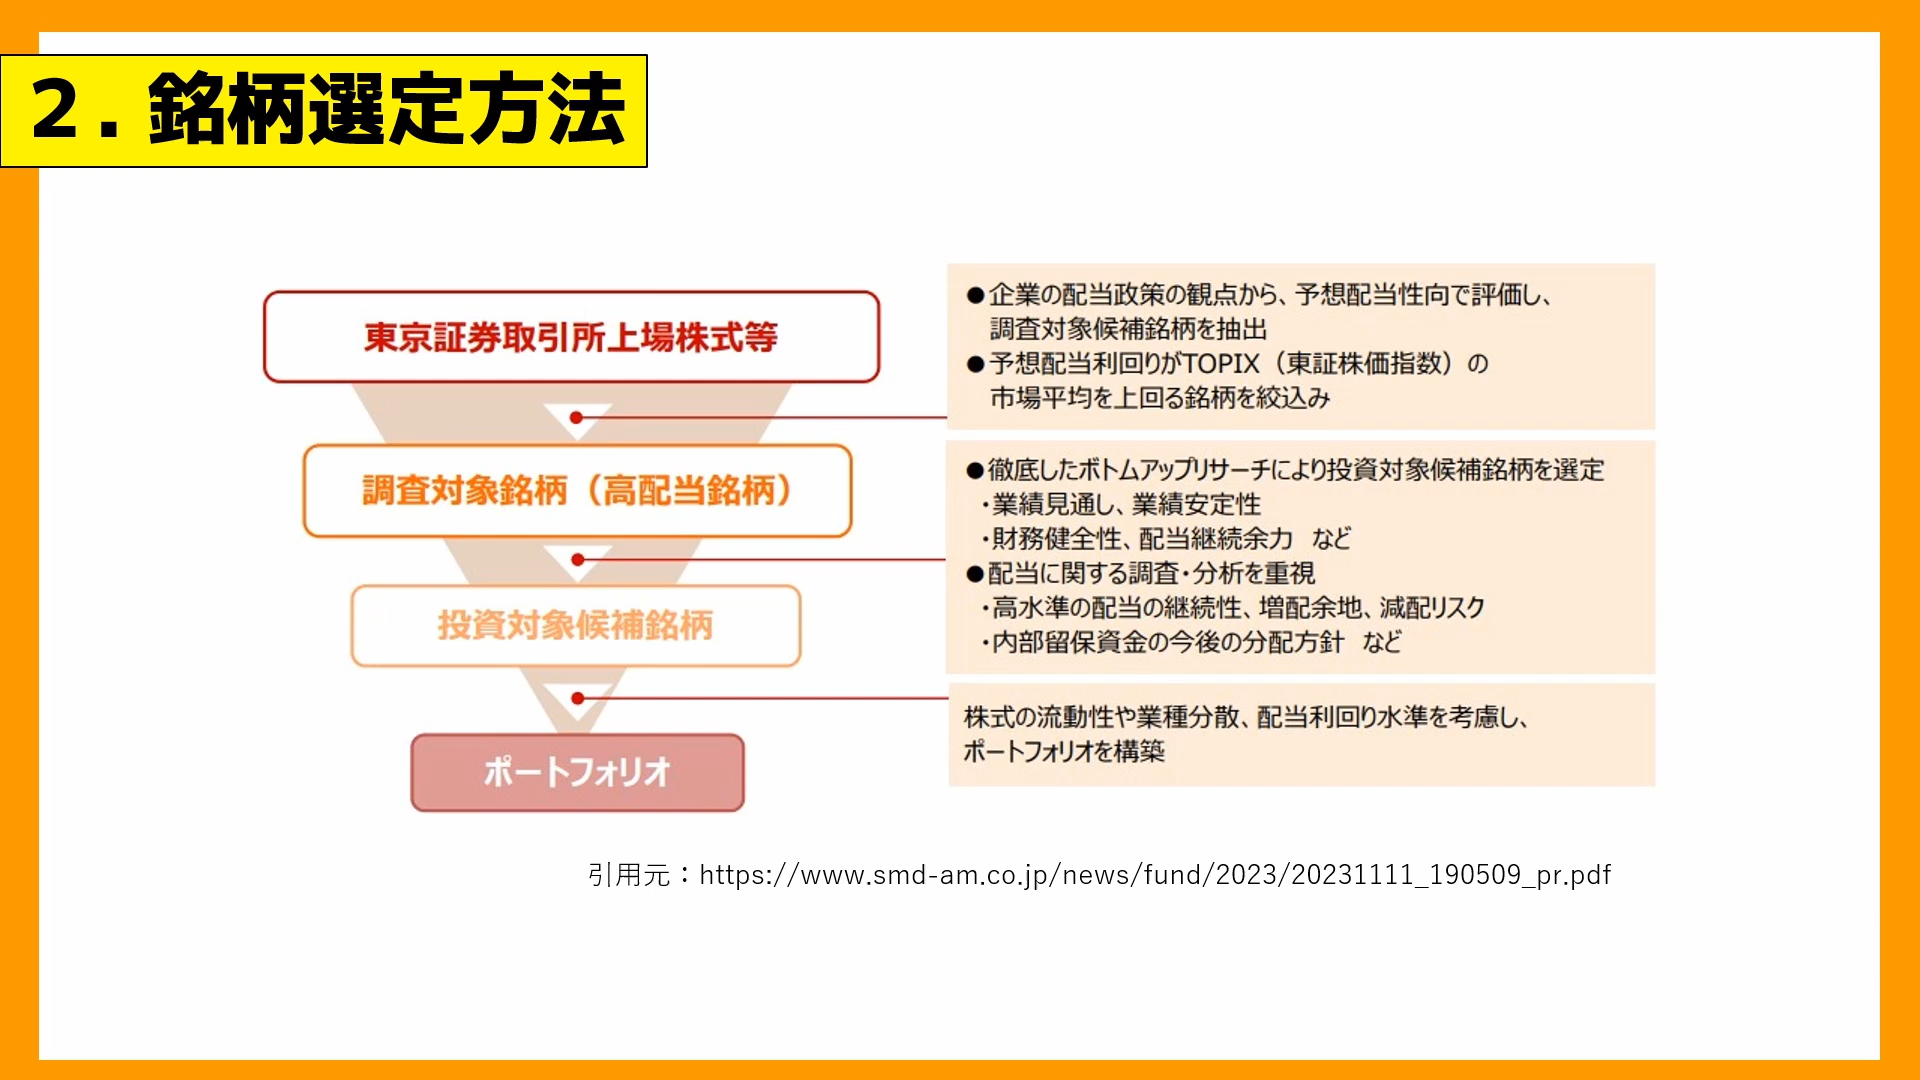 2. 銘柄選定方法
東京証券取引所上場株式等
●企業の配当政策の観点から、予想配当性向で評価し、
調査対象候補銘柄を抽出
●予想配当利回りがTOPIX（東証株価指数）の
市場平均を上回る銘柄を絞込み
調査対象銘柄（高配当銘柄）
●徹底したボトムアップリサーチにより投資対象候補銘柄を選定
・業績見通し、業績安定性
・財務健全性、配当継続余力　など
●配当に関する調査・分析を重視
・高水準の配当の継続性、増配余地、減配リスク
・内部留保資金の今後の分配方針　など
投資対象候補銘柄
株式の流動性や業種分散、配当利回り水準を考慮し、
ポートフォリオを構築
ポートフォリオ
引用元：https://www.smd-am.co.jp/news/fund/2023/20231111_190509_pr.pdf